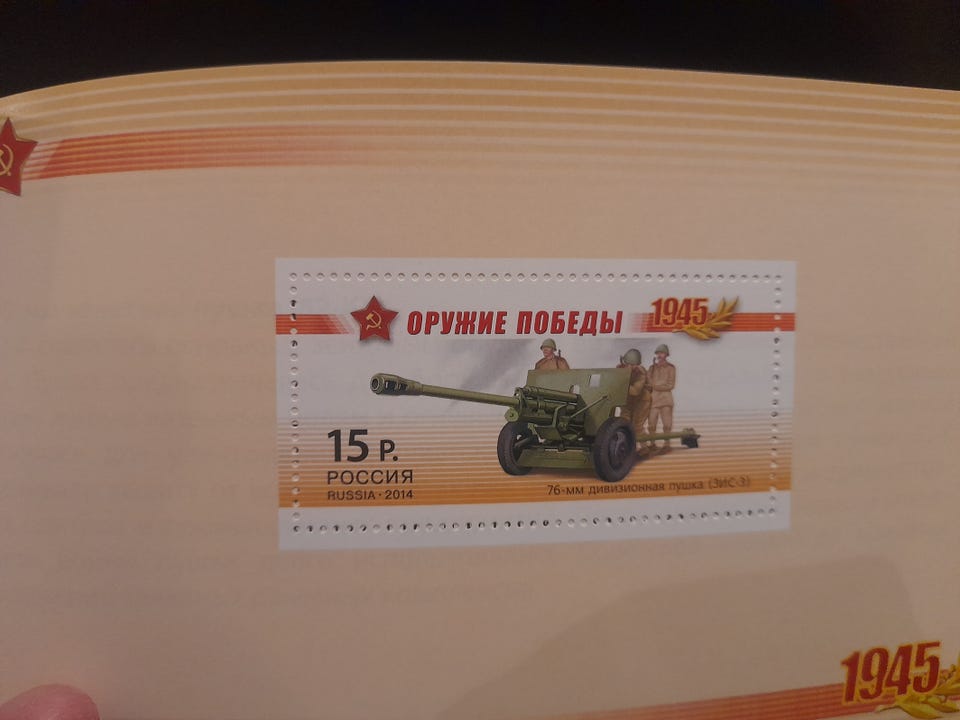 ОРУЖИЕ ПОБЕДЫ
1945
15 Р.
РОССИЯ
RUSSIA · 2014
76-мм дивизионная пушка (ЗИС-3)
1945